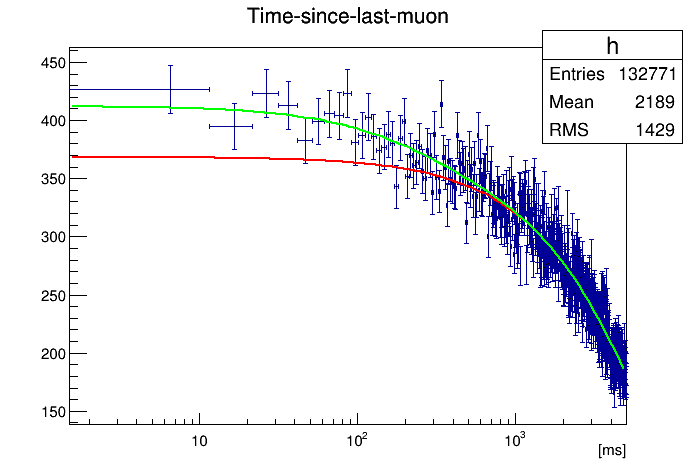 Time-since-last-muon
h
Entries 132771
Mean 2189
RMS 1429
450
400
350
300
250
200
150
10
10²
10³
[ms]